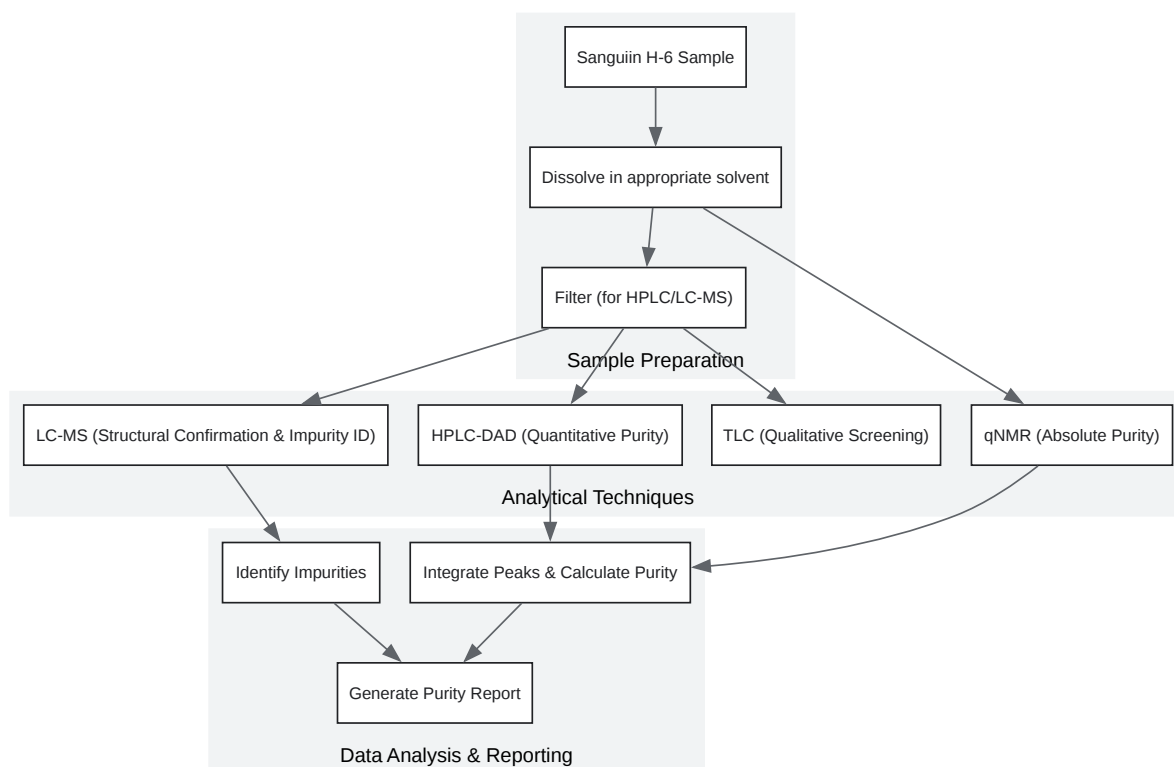 Sanguiin H-6 Sample
Dissolve in appropriate solvent
Filter (for HPLC/LC-MS)
Sample Preparation
LC-MS (Structural Confirmation & Impurity ID)
HPLC-DAD (Quantitative Purity)
TLC (Qualitative Screening)
qNMR (Absolute Purity)
Analytical Techniques
Identify Impurities
Integrate Peaks & Calculate Purity
Generate Purity Report
Data Analysis & Reporting